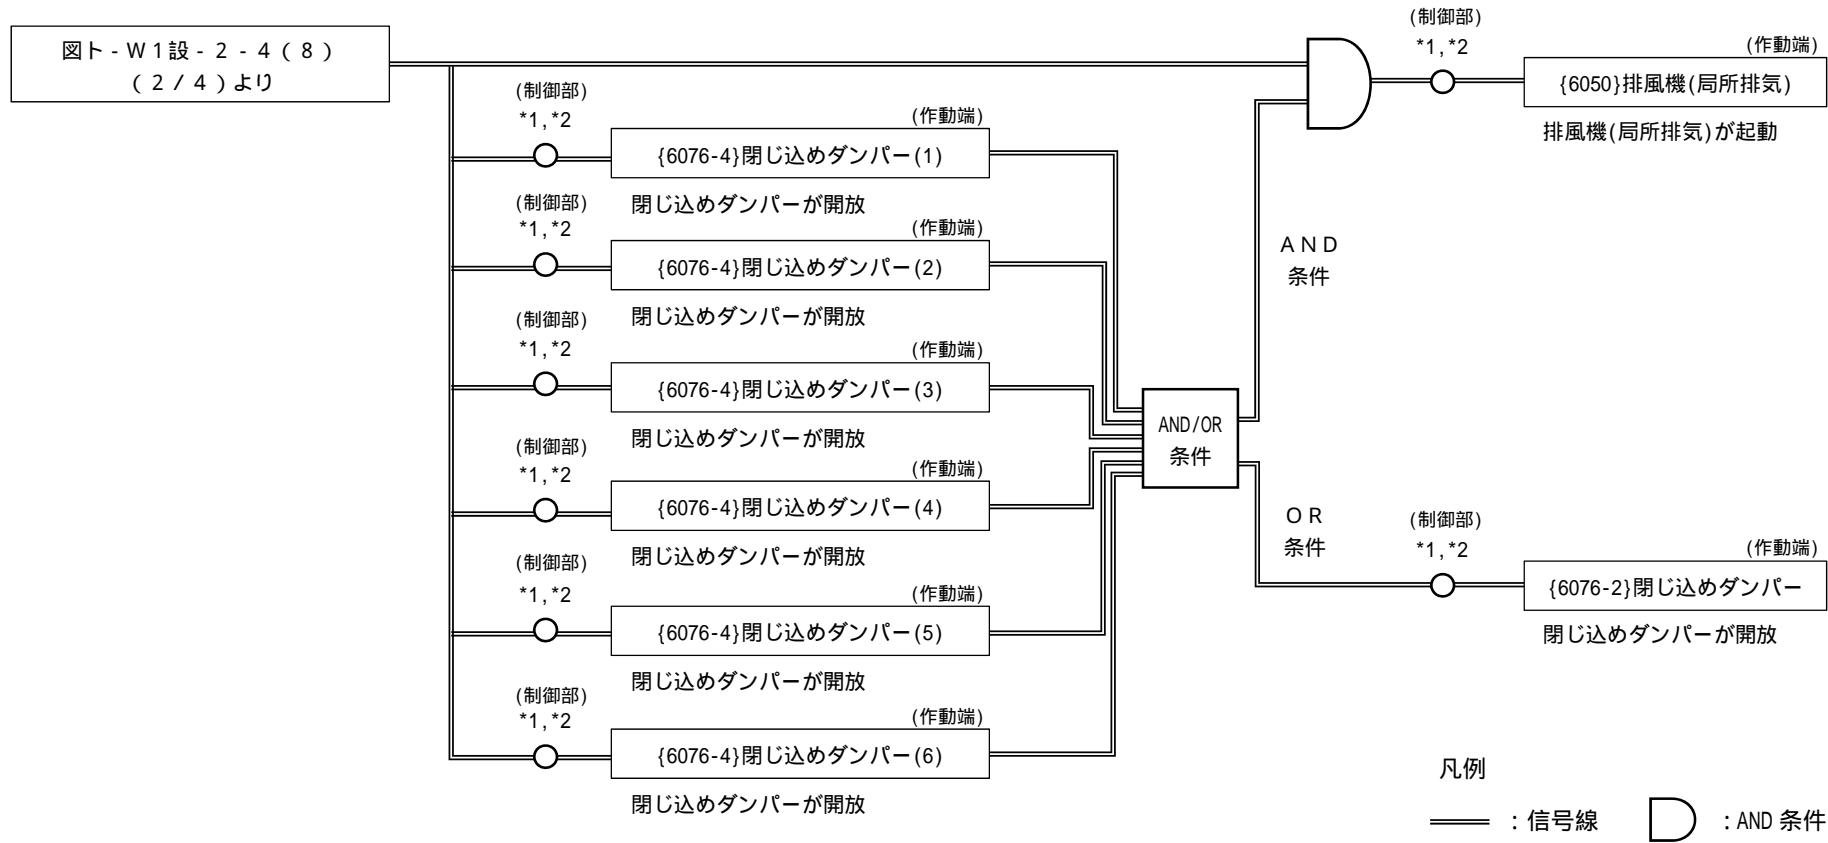 図ト-W1設-2-4(8)
(2/4)より
(制御部)
*1,*2
(作動端)
{6050}排風機(局所排気)
排風機(局所排気)が起動
(制御部)
*1,*2
(作動端)
{6076-4}閉じ込めダンパー(1)
閉じ込めダンパーが開放
(制御部)
*1,*2
(作動端)
{6076-4}閉じ込めダンパー(2)
閉じ込めダンパーが開放
(制御部)
*1,*2
(作動端)
{6076-4}閉じ込めダンパー(3)
閉じ込めダンパーが開放
(制御部)
*1,*2
(作動端)
{6076-4}閉じ込めダンパー(4)
閉じ込めダンパーが開放
(制御部)
*1,*2
(作動端)
{6076-4}閉じ込めダンパー(5)
閉じ込めダンパーが開放
(制御部)
*1,*2
(作動端)
{6076-4}閉じ込めダンパー(6)
閉じ込めダンパーが開放
AND/OR
条件
AND
条件
OR
条件
(制御部)
*1,*2
(作動端)
{6076-2}閉じ込めダンパー
閉じ込めダンパーが開放
凡例
：信号線
：AND 条件